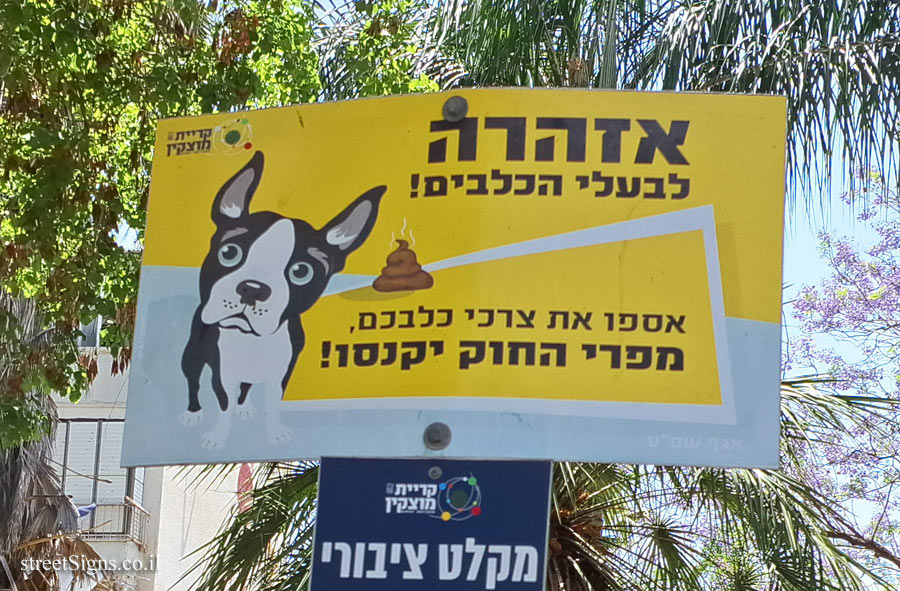 קריית
מוצקין
אזהרה
לבעלי הכלבים!
אספו את צרכי כלבכם,
מפרי החוק יקנסו!
אגף שפ"ע
קריית
מוצקין
מקלט ציבורי
streetSigns.co.il